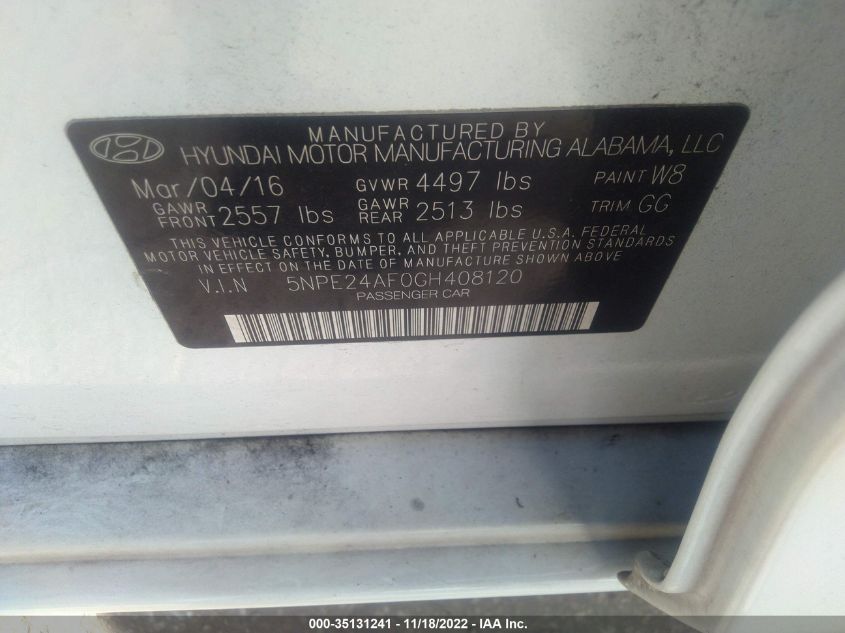 MANUFACTURED BY
HYUNDAI MOTOR MANUFACTURING ALABAMA, LLC
Mar/04/16 GVWR 4497 lbs PAINT W8
GAWR FRONT 2557 lbs GAWR REAR 2513 lbs TRIM GG
THIS VEHICLE CONFORMS TO ALL APPLICABLE U.S.A. FEDERAL
MOTOR VEHICLE SAFETY, BUMPER, AND THEFT PREVENTION STANDARDS
IN EFFECT ON THE DATE OF MANUFACTURE SHOWN ABOVE
V.I.N 5NPE24AF0GH408120
PASSENGER CAR
000-35131241 - 11/18/2022 - IAA Inc.